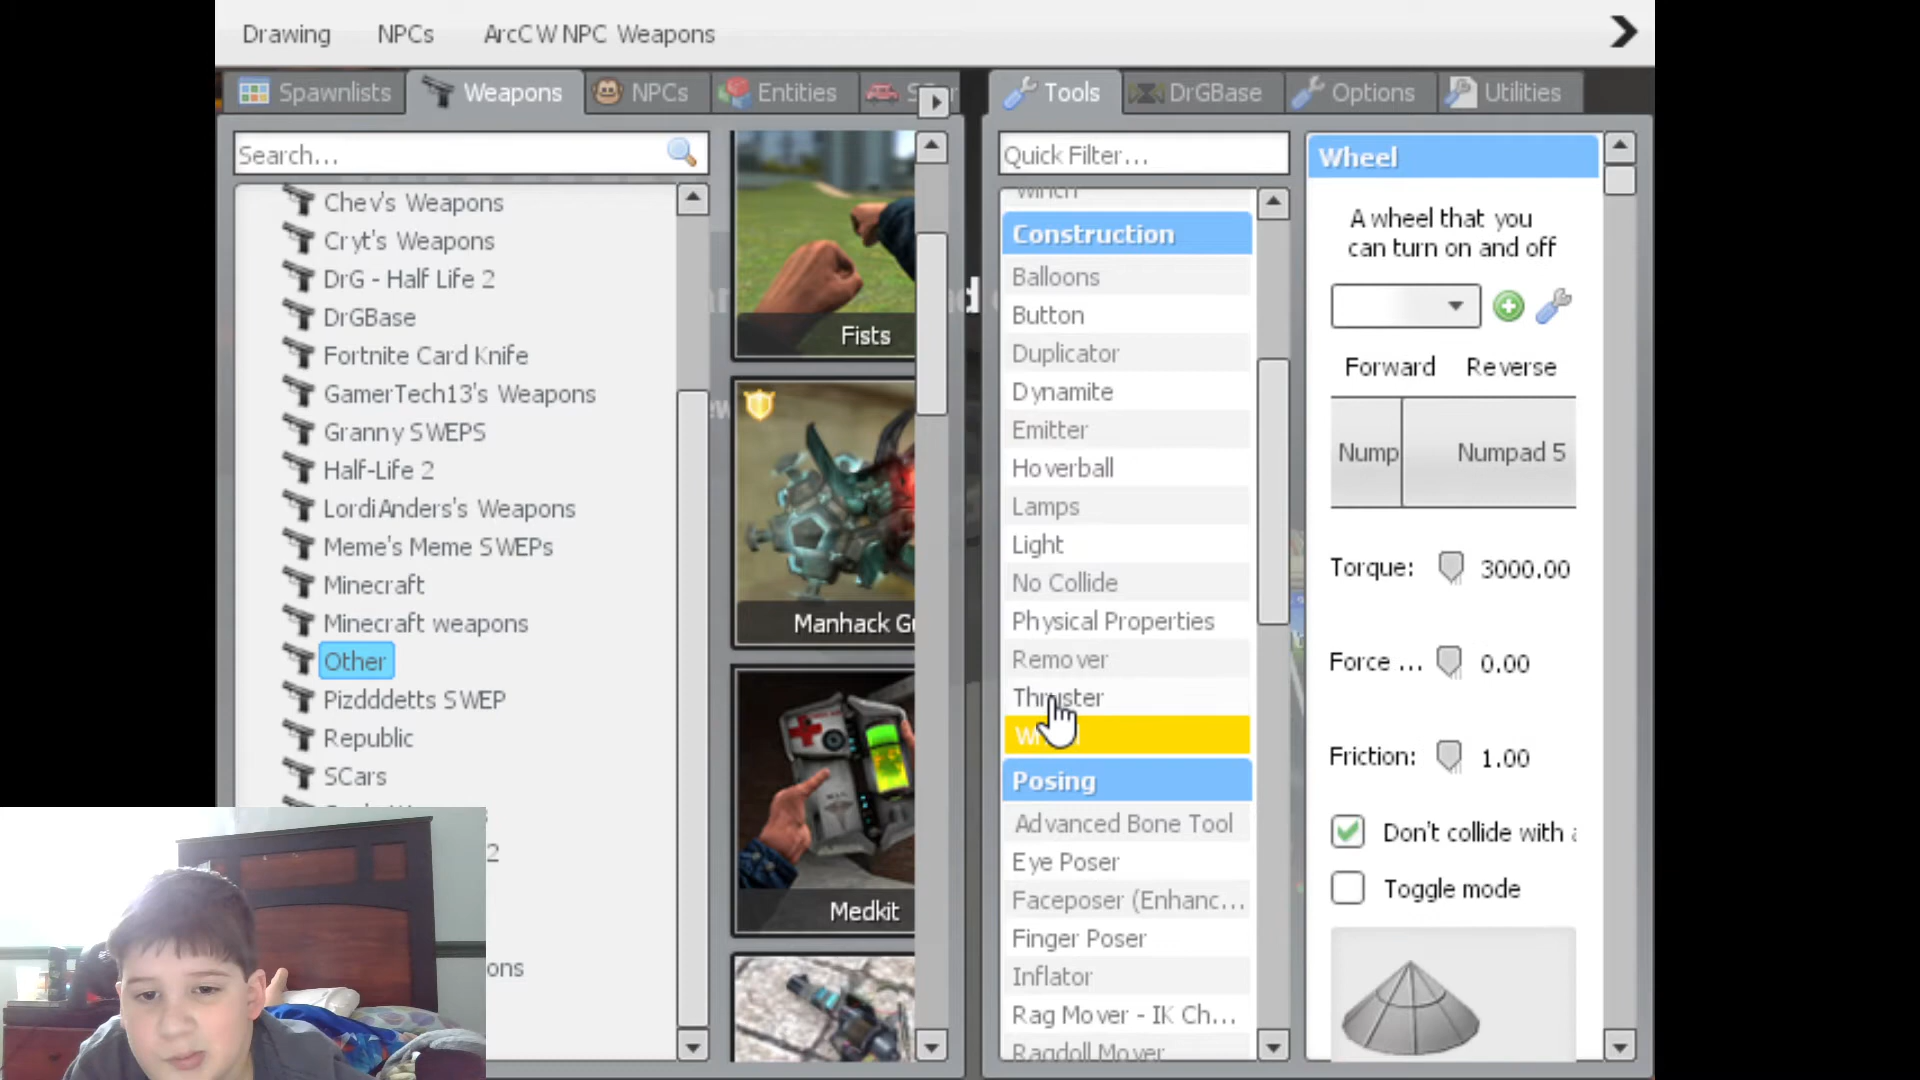 Drawing NPCs ArcCW NPC Weapons
Spawnlists Weapons NPCs Entities
Tools DrGBase Options Utilities
Search...
Chev's Weapons
Cryt's Weapons
DrG - Half Life 2
DrGBase
Fortnite Card Knife
GamerTech13's Weapons
Granny SWEPS
Half-Life 2
LordiAnders's Weapons
Meme's Meme SWEPs
Minecraft
Minecraft weapons
Other
Pizdddetts SWEP
Republic
SCars
2
ons
Fists
Manhack Gu
Medkit
Quick Filter...
Winch
Construction
Balloons
Button
Duplicator
Dynamite
Emitter
Hoverball
Lamps
Light
No Collide
Physical Properties
Remover
Thruster
Posing
Advanced Bone Tool
Eye Poser
Faceposer (Enhanc...
Finger Poser
Inflator
Rag Mover - IK Ch...
Ragdoll Mover
Wheel
A wheel that you
can turn on and off
Forward Reverse
Nump Numpad 5
Torque: 3000.00
Force ... 0.00
Friction: 1.00
Don't collide with a
Toggle mode